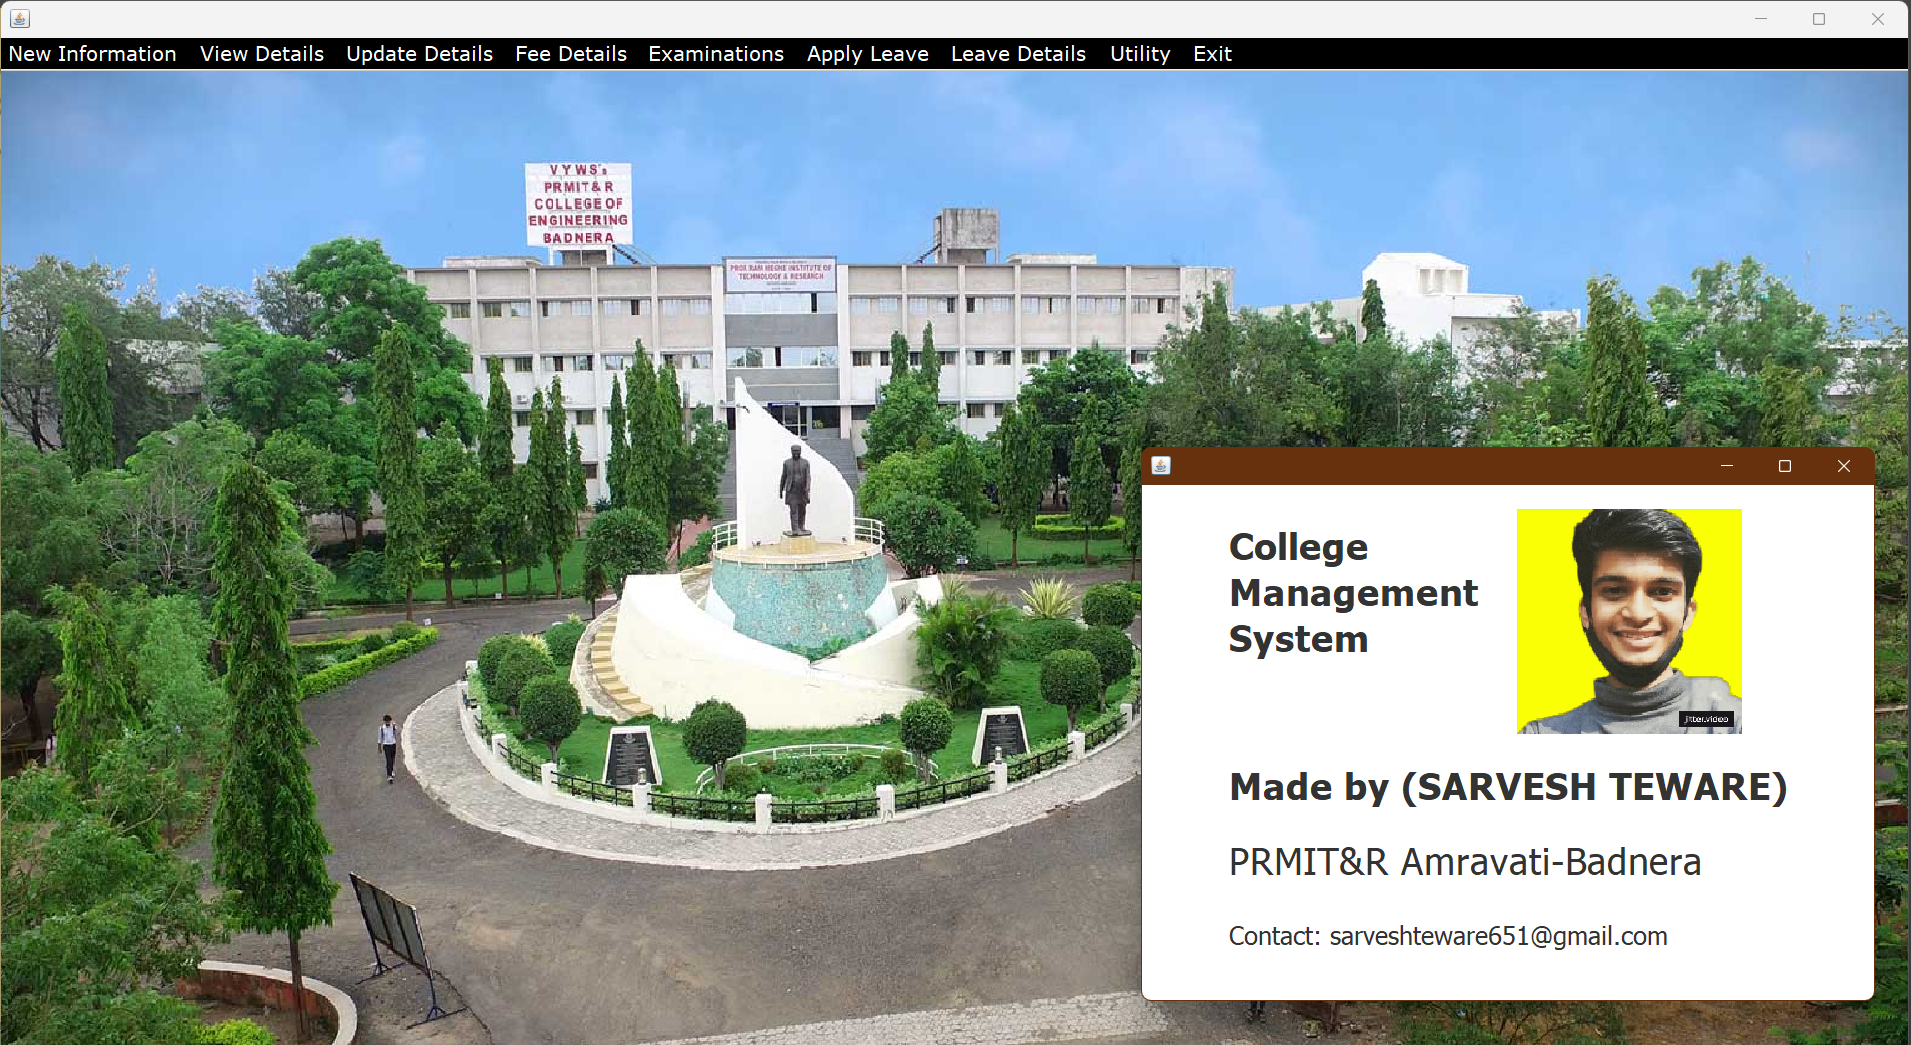 New Information View Details Update Details Fee Details Examinations Apply Leave Leave Details Utility Exit
V Y W S's
PRMIT & R
COLLEGE OF
ENGINEERING
BADNERA
PROF. RAM MEGHE INSTITUTE OF
TECHNOLOGY & RESEARCH
College
Management
System
jitter.video
Made by (SARVESH TEWARE)
PRMIT&R Amravati-Badnera
Contact: sarveshteware651@gmail.com